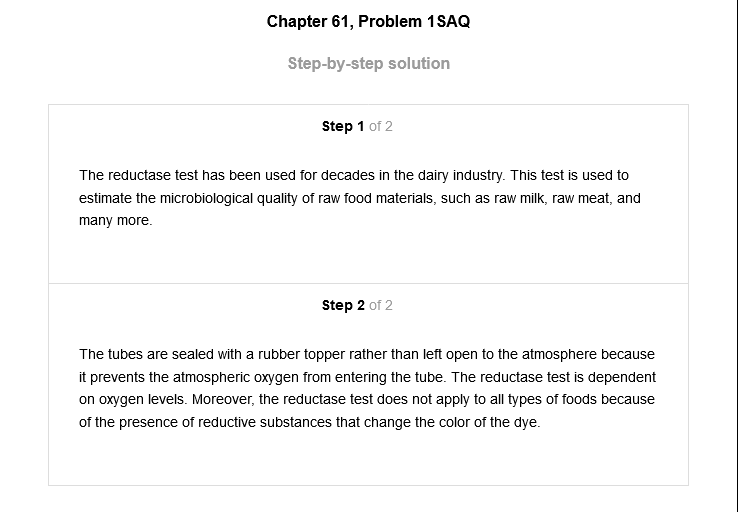 Chapter 61, Problem 1SAQ
Step-by-step solution
Step 1 of 2
The reductase test has been used for decades in the dairy industry. This test is used to
estimate the microbiological quality of raw food materials, such as raw milk, raw meat, and
many more.
Step 2 of 2
The tubes are sealed with a rubber topper rather than left open to the atmosphere because
it prevents the atmospheric oxygen from entering the tube. The reductase test is dependent
on oxygen levels. Moreover, the reductase test does not apply to all types of foods because
of the presence of reductive substances that change the color of the dye.